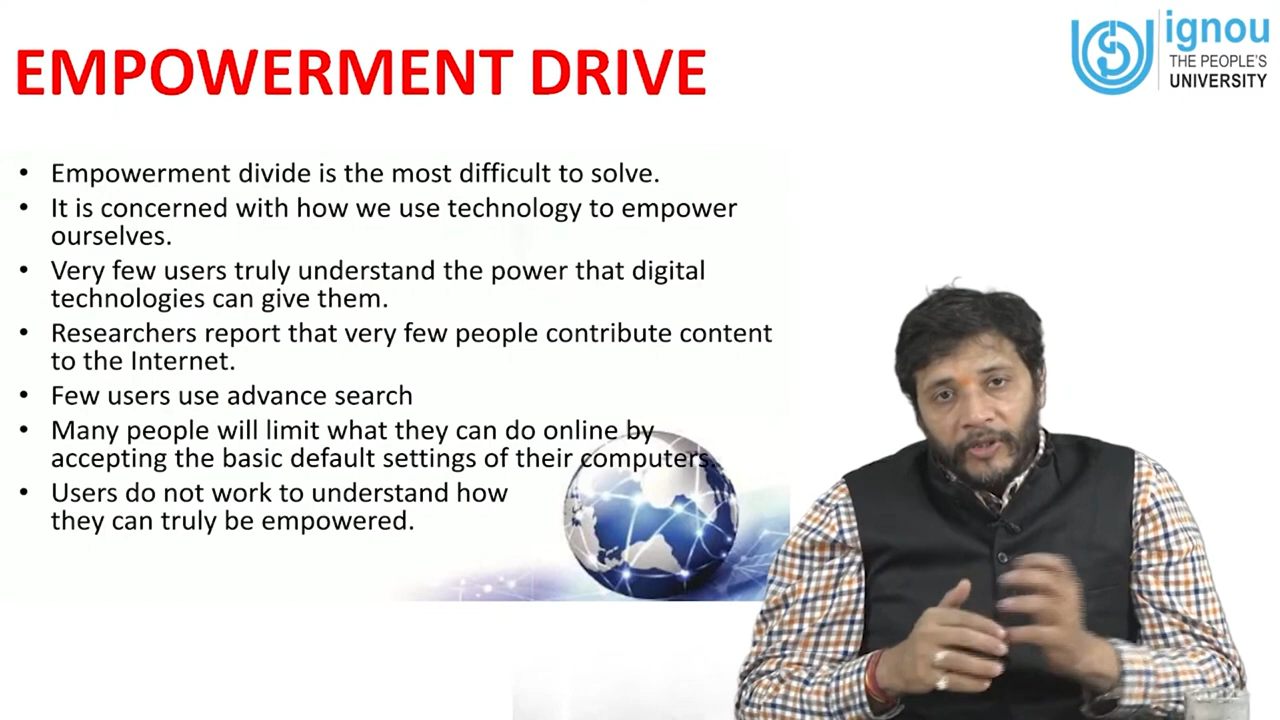 EMPOWERMENT DRIVE
ignou
THE PEOPLE'S
UNIVERSITY
• Empowerment divide is the most difficult to solve.
• It is concerned with how we use technology to empower
ourselves.
• Very few users truly understand the power that digital
technologies can give them.
• Researchers report that very few people contribute content
to the Internet.
• Few users use advance search
• Many people will limit what they can do online by
accepting the basic default settings of their computers.
• Users do not work to understand how
they can truly be empowered.